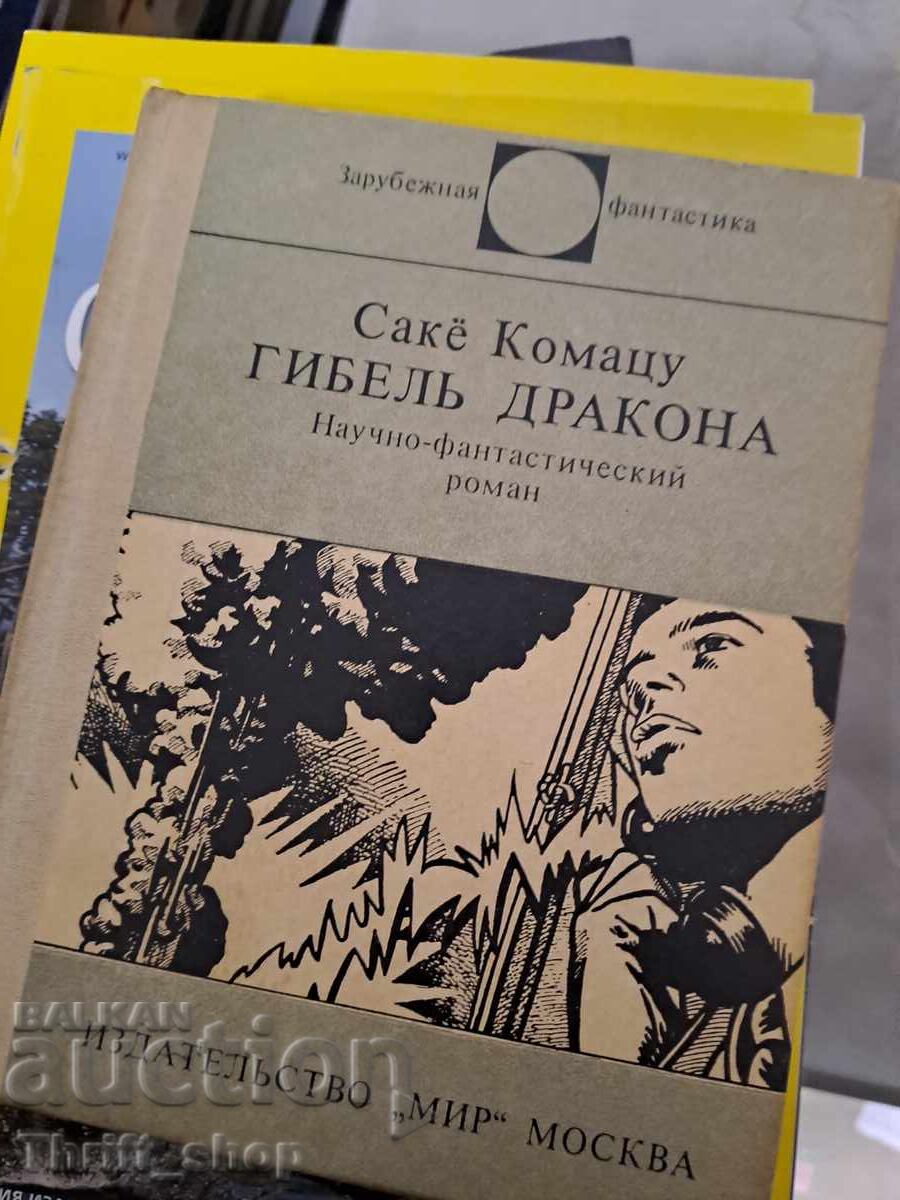 Зарубежная фантастика
Сакё Комацу
ГИБЕЛЬ ДРАКОНА
Научно-фантастический
роман
ИЗДАТЕЛЬСТВО „МИР“ МОСКВА
BALKAN
auction
Thrift_shop